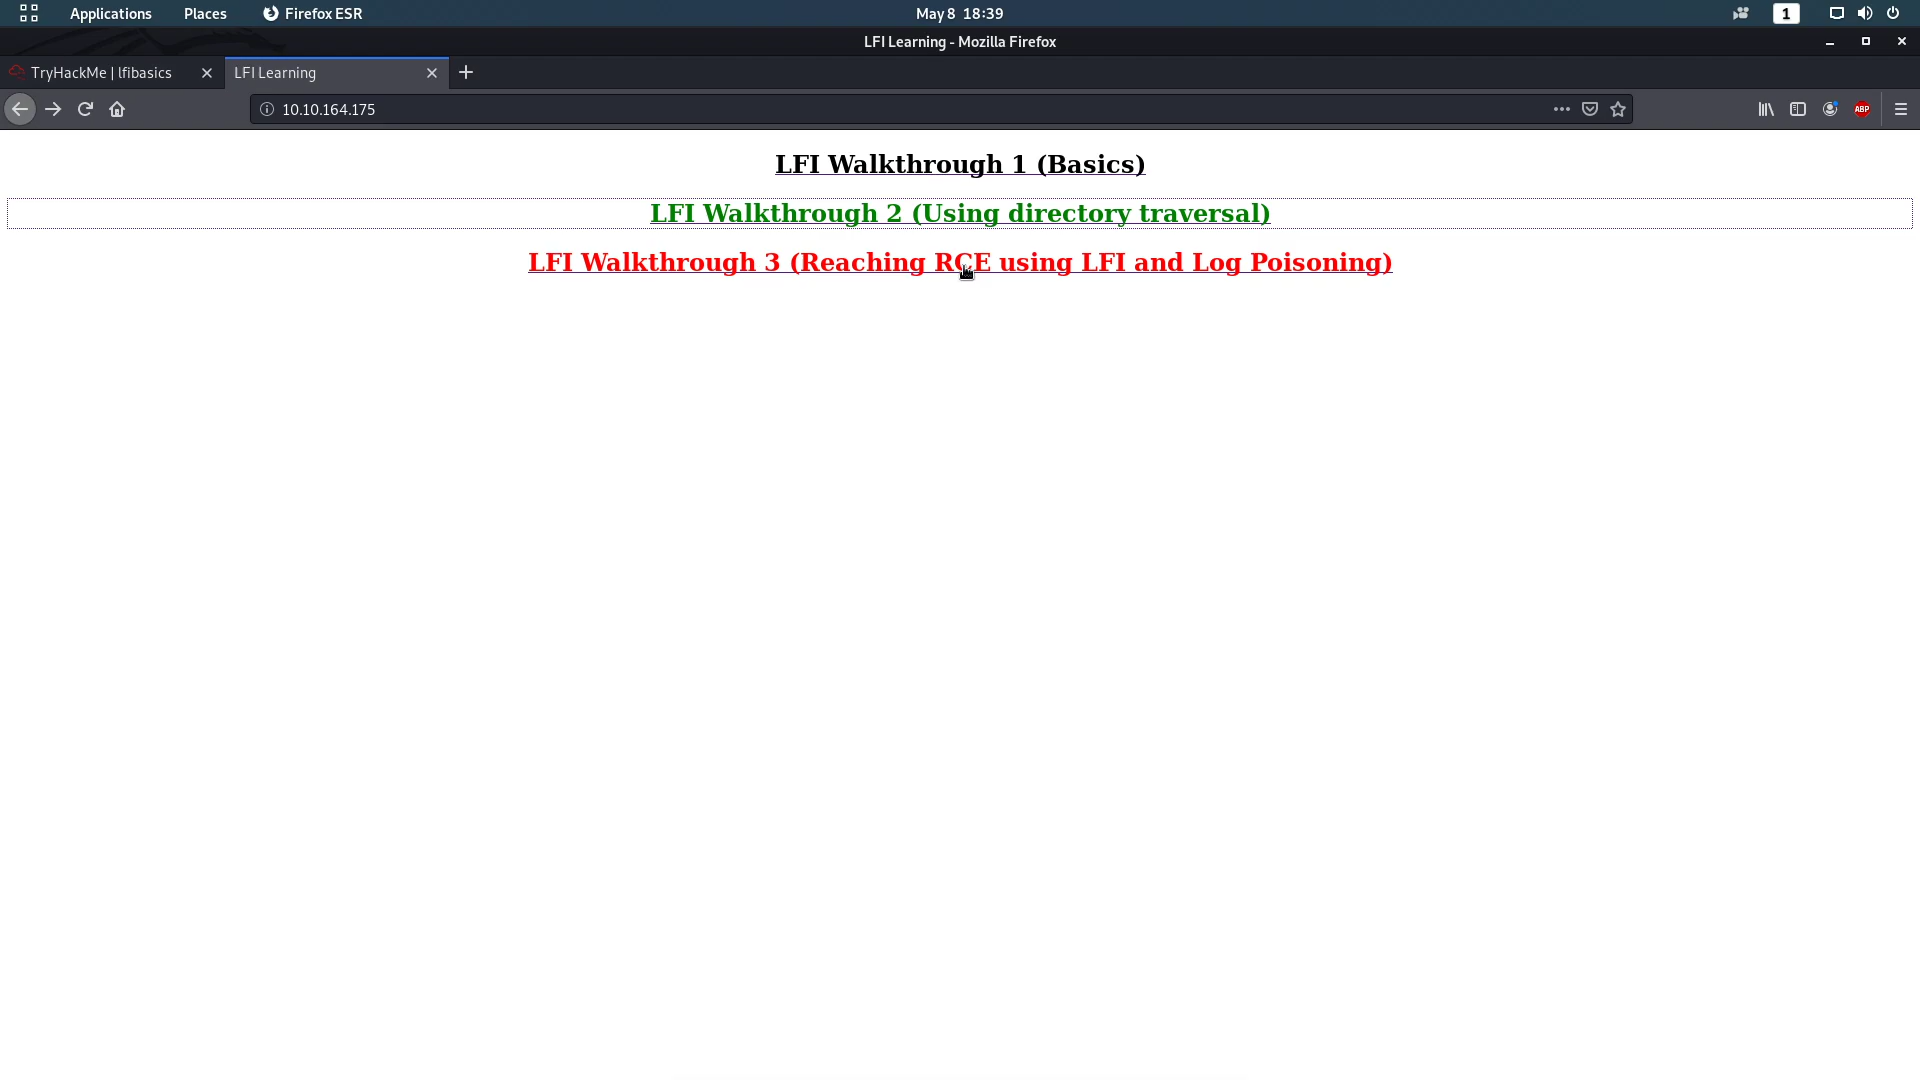 Applications Places Firefox ESR May 8 18:39 1
LFI Learning - Mozilla Firefox
TryHackMe | lfibasics LFI Learning
10.10.164.175 ABP
LFI Walkthrough 1 (Basics)
LFI Walkthrough 2 (Using directory traversal)
LFI Walkthrough 3 (Reaching RCE using LFI and Log Poisoning)